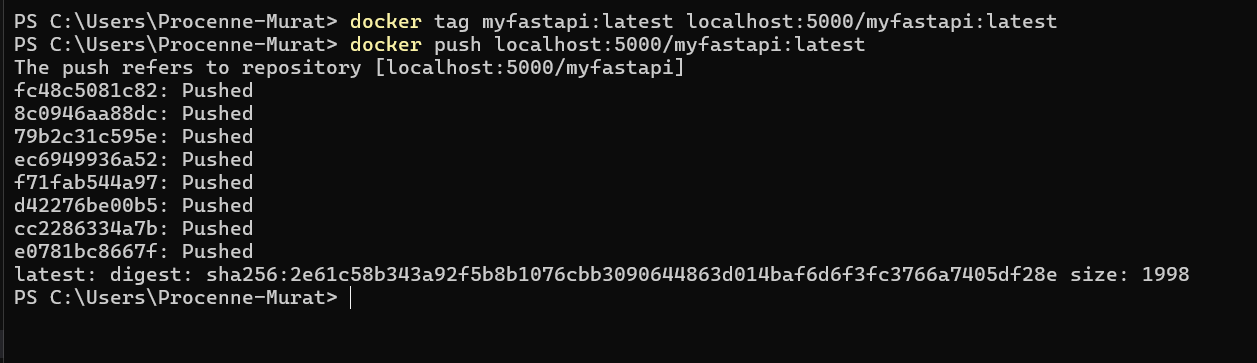 PS C:\Users\Procenne-Murat> docker tag myfastapi:latest localhost:5000/myfastapi:latest
PS C:\Users\Procenne-Murat> docker push localhost:5000/myfastapi:latest
The push refers to repository [localhost:5000/myfastapi]
fc48c5081c82: Pushed
8c0946aa88dc: Pushed
79b2c31c595e: Pushed
ec6949936a52: Pushed
f71fab544a97: Pushed
d42276be00b5: Pushed
cc2286334a7b: Pushed
e0781bc8667f: Pushed
latest: digest: sha256:2e61c58b343a92f5b8b1076cbb3090644863d014baf6d6f3fc3766a7405df28e size: 1998
PS C:\Users\Procenne-Murat>